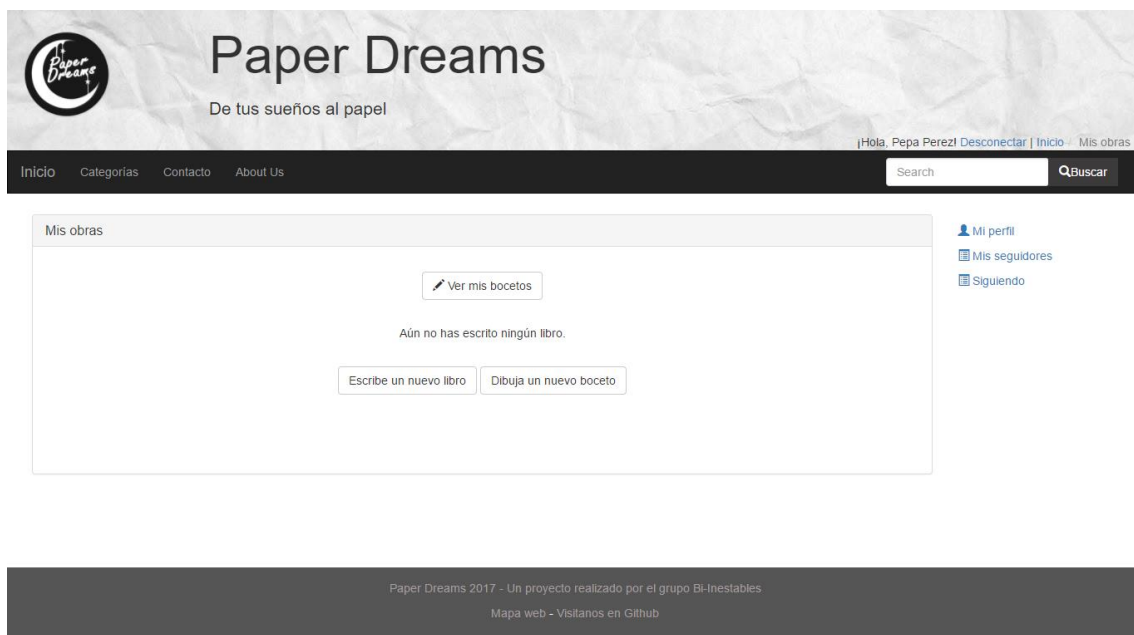 Paper Dreams
Paper Dreams
De tus sueños al papel
¡Hola, Pepa Perez! Desconectar | Inicio / Mis obras
Inicio Categorias Contacto About Us Search Buscar
Mis obras
Ver mis bocetos
Aún no has escrito ningún libro.
Escribe un nuevo libro Dibuja un nuevo boceto
Mi perfil
Mis seguidores
Siguiendo
Paper Dreams 2017 - Un proyecto realizado por el grupo Bi-Inestables
Mapa web - Visitanos en Github